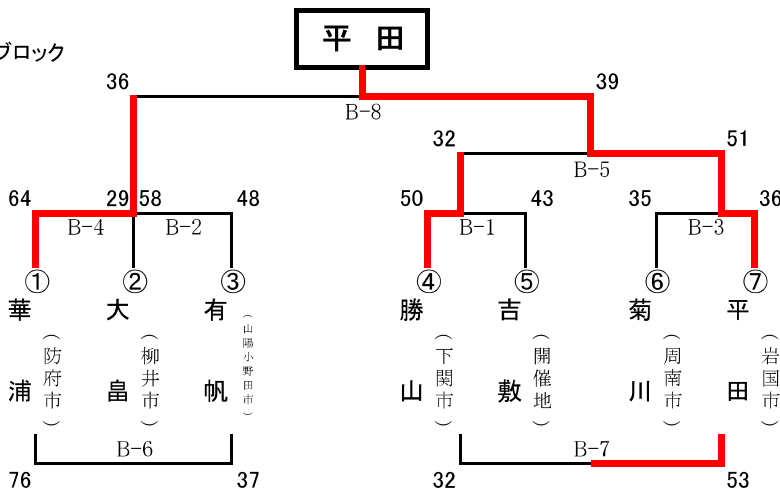 平 田
ブロック
36
39
B-8
32
51
B-5
64
29
58
48
50
43
35
36
B-4
B-2
B-1
B-3
①
②
③
④
⑤
⑥
⑦
華浦
(防府市)
大畠
(柳井市)
有帆
(山陽小野田市)
勝山
(下関市)
吉敷
(開催地)
菊川
(周南市)
平田
(岩国市)
B-6
B-7
76
37
32
53